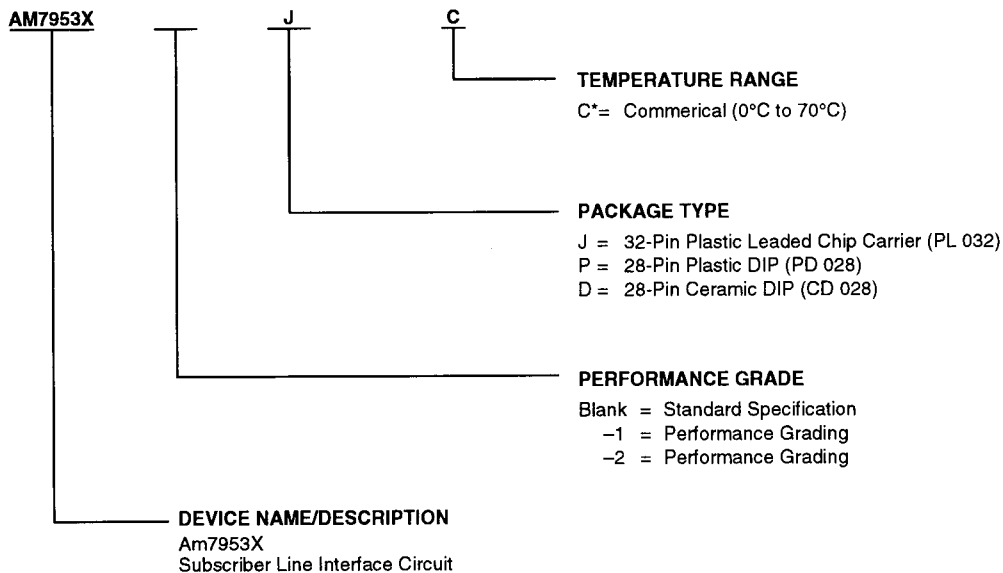 AM7953X J C
TEMPERATURE RANGE
C*= Commerical (0°C to 70°C)
PACKAGE TYPE
J = 32-Pin Plastic Leaded Chip Carrier (PL 032)
P = 28-Pin Plastic DIP (PD 028)
D = 28-Pin Ceramic DIP (CD 028)
PERFORMANCE GRADE
Blank = Standard Specification
–1 = Performance Grading
–2 = Performance Grading
DEVICE NAME/DESCRIPTION
Am7953X
Subscriber Line Interface Circuit